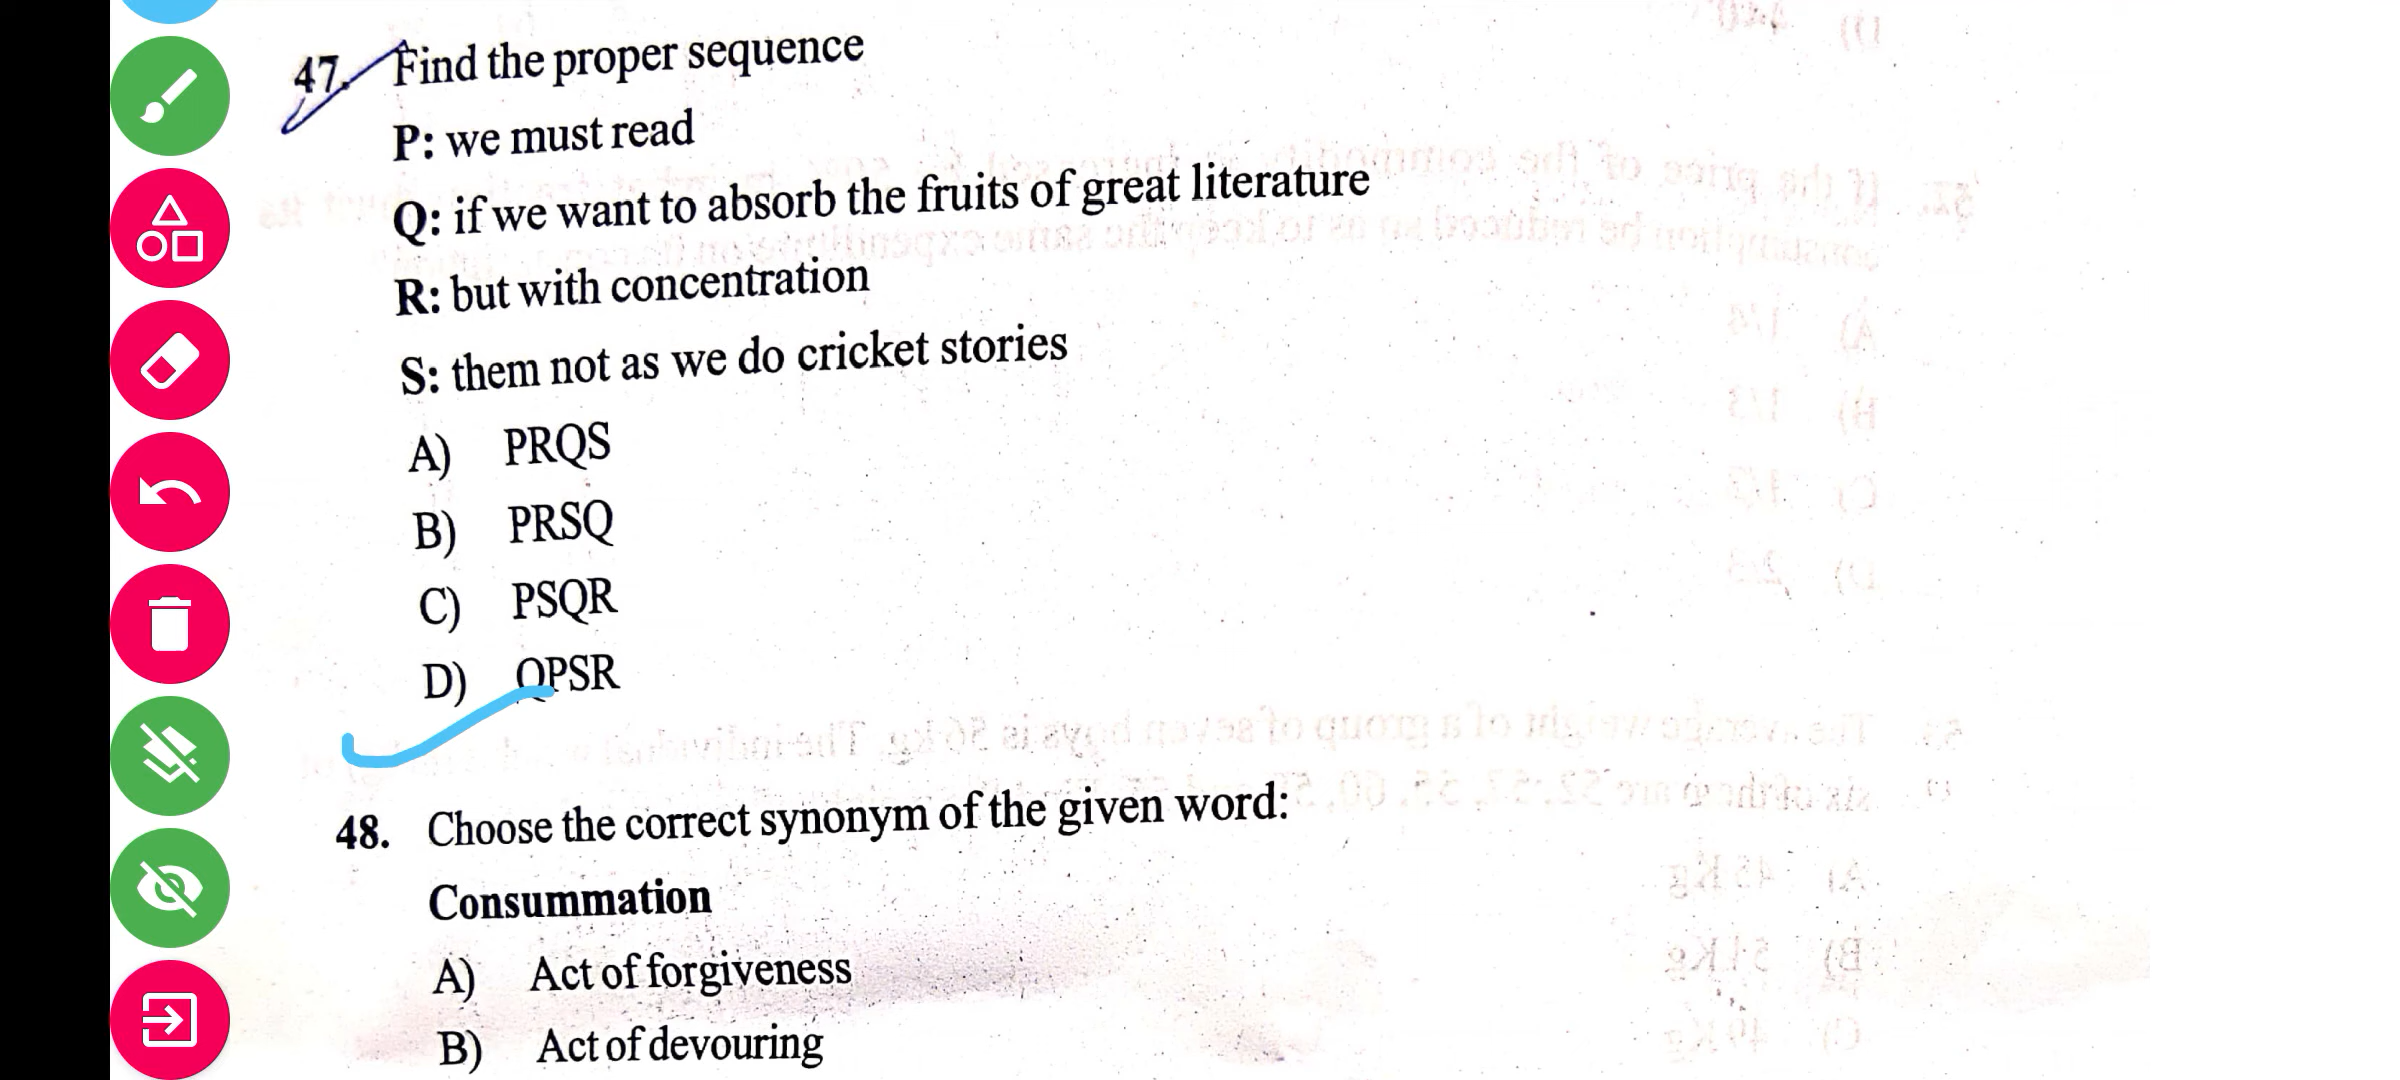 47. Find the proper sequence
P: we must read
Q: if we want to absorb the fruits of great literature
R: but with concentration
S: them not as we do cricket stories
A) PRQS
B) PRSQ
C) PSQR
D) QPSR
48. Choose the correct synonym of the given word:
Consummation
A) Act of forgiveness
B) Act of devouring